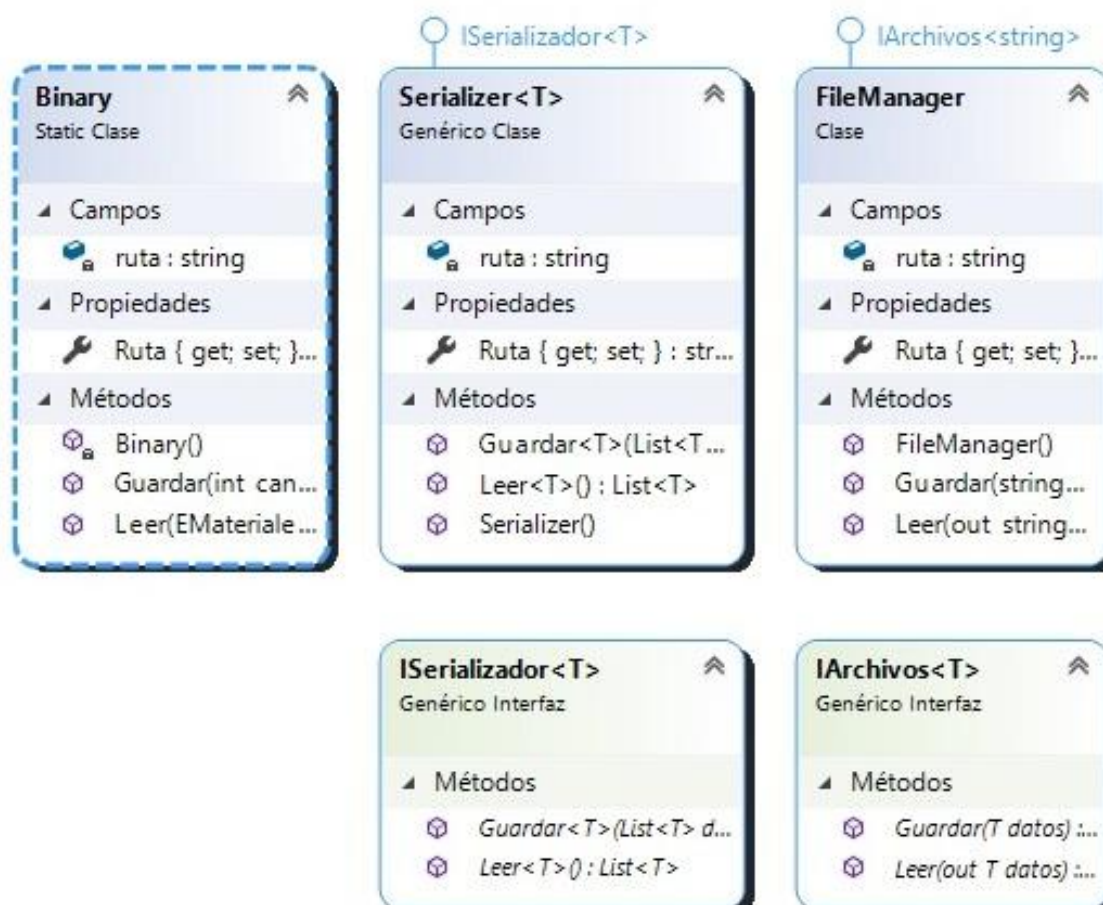 ISerializador<T>
IArchivos<string>
Binary
Static Clase
Campos
ruta : string
Propiedades
Ruta { get; set; }...
Métodos
Binary()
Guardar(int can...
Leer(EMateriale...
Serializer<T>
Genérico Clase
Campos
ruta : string
Propiedades
Ruta { get; set; } : str...
Métodos
Guardar<T>(List<T...
Leer<T>() : List<T>
Serializer()
FileManager
Clase
Campos
ruta : string
Propiedades
Ruta { get; set; }...
Métodos
FileManager()
Guardar(string...
Leer(out string...
ISerializador<T>
Genérico Interfaz
Métodos
Guardar<T>(List<T> d...
Leer<T>() : List<T>
IArchivos<T>
Genérico Interfaz
Métodos
Guardar(T datos) :...
Leer(out T datos) :...